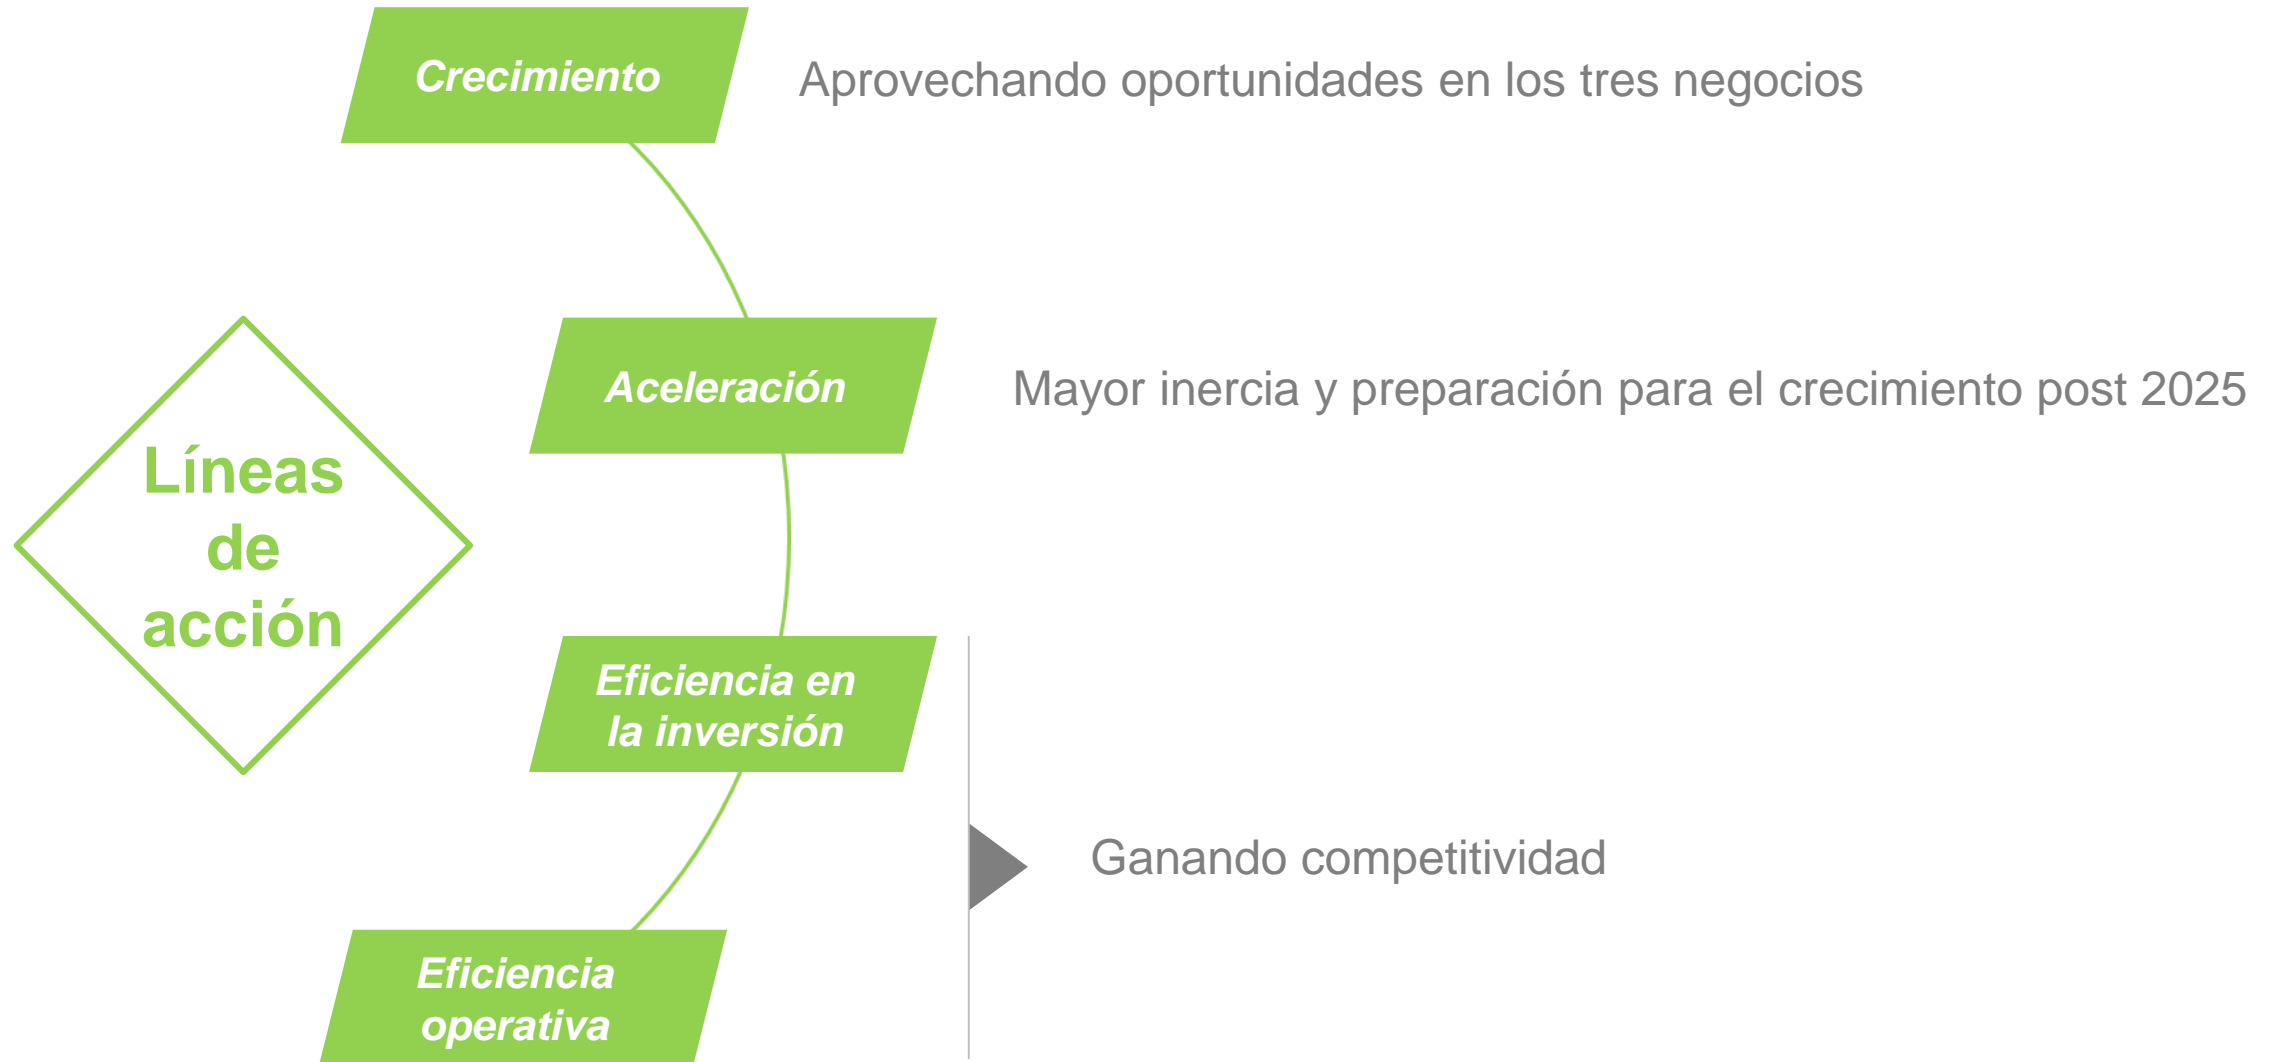 Crecimiento
Aprovechando oportunidades en los tres negocios
Aceleración
Mayor inercia y preparación para el crecimiento post 2025
Líneas
de
acción
Eficiencia en
la inversión
Ganando competitividad
Eficiencia
operativa